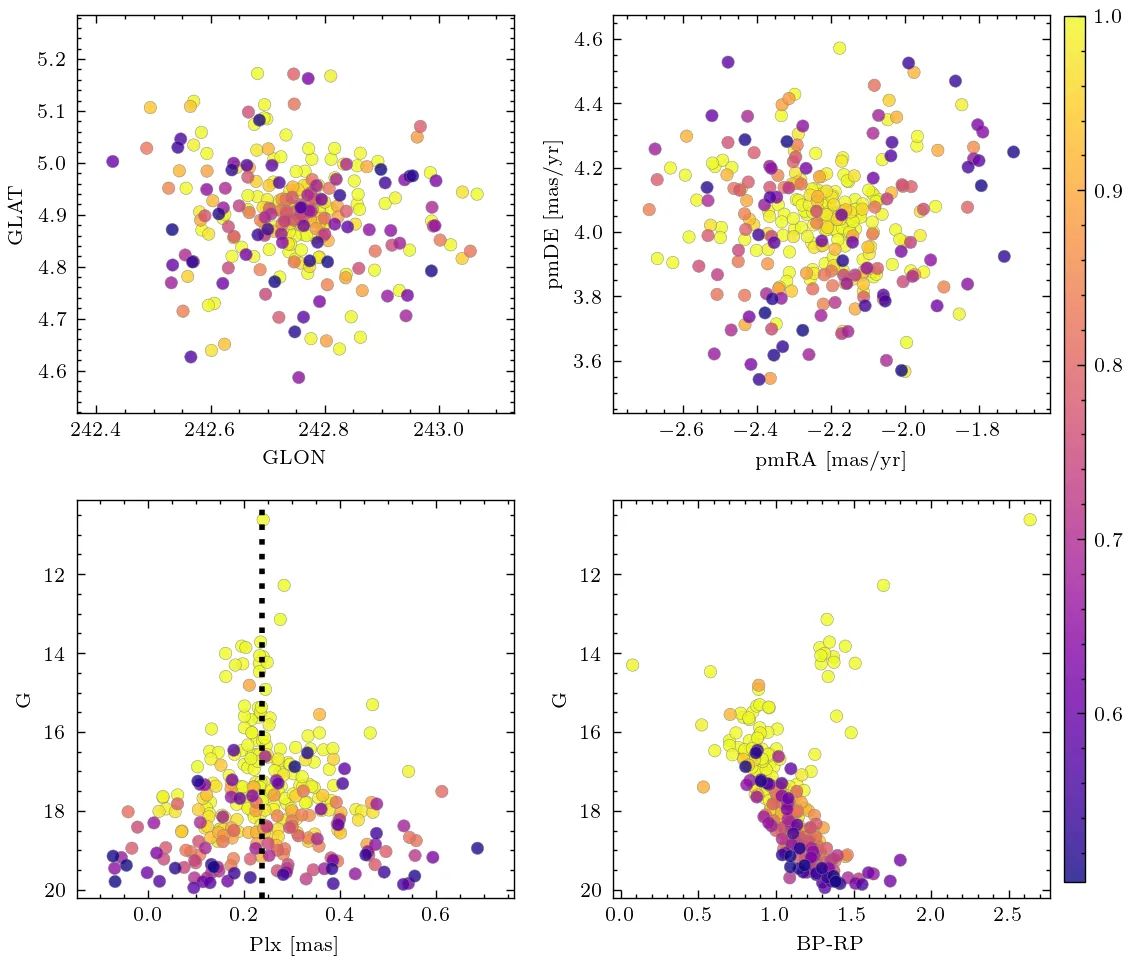 5.2
5.1
5.0
4.9
4.8
4.7
4.6
GLAT
242.4 242.6 242.8 243.0
GLON
4.6
4.4
4.2
4.0
3.8
3.6
pmDE [mas/yr]
−2.6 −2.4 −2.2 −2.0 −1.8
pmRA [mas/yr]
1.0
0.9
0.8
0.7
0.6
12
14
16
18
20
G
0.0 0.2 0.4 0.6
Plx [mas]
12
14
16
18
20
G
0.0 0.5 1.0 1.5 2.0 2.5
BP-RP